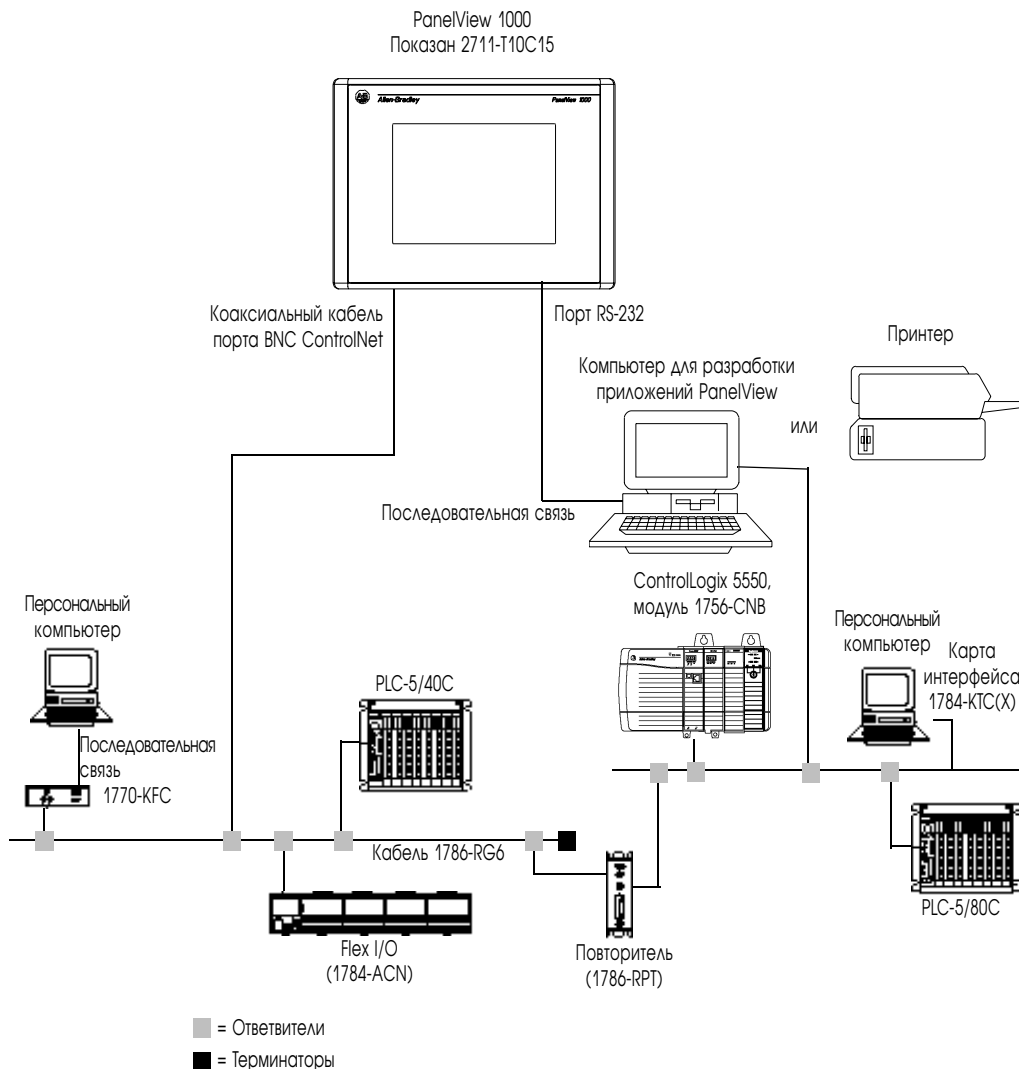 PanelView 1000
Показан 2711-T10C15
Allen-Bradley
PanelView 1000
Коаксиальный кабель
порта BNC ControlNet
Порт RS-232
Принтер
Компьютер для разработки
приложений PanelView
или
Последовательная связь
ControlLogix 5550,
модуль 1756-CNB
Персональный
компьютер
Персональный
компьютер
Карта
интерфейса
1784-KTC(X)
PLC-5/40C
Последовательная
связь
1770-KFC
Кабель 1786-RG6
PLC-5/80C
Flex I/O
(1784-ACN)
Повторитель
(1786-RPT)
= Ответвители
= Терминаторы